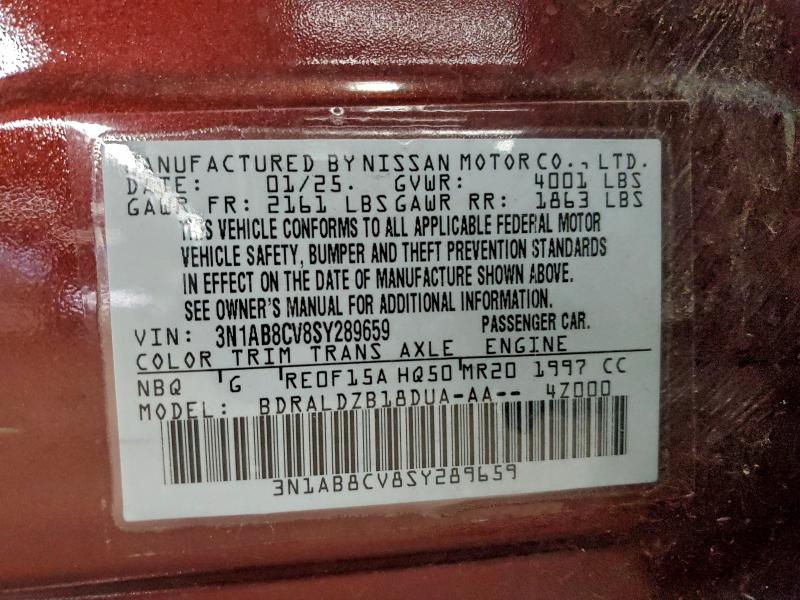 MANUFACTURED BY NISSAN MOTOR CO., LTD.
DATE: 01/25. GVWR: 4001 LBS
GAWR FR: 2161 LBS GAWR RR: 1863 LBS
THIS VEHICLE CONFORMS TO ALL APPLICABLE FEDERAL MOTOR
VEHICLE SAFETY, BUMPER AND THEFT PREVENTION STANDARDS
IN EFFECT ON THE DATE OF MANUFACTURE SHOWN ABOVE.
SEE OWNER'S MANUAL FOR ADDITIONAL INFORMATION.
VIN: 3N1AB8CV8SY289659 PASSENGER CAR.
COLOR TRIM TRANS AXLE ENGINE
NBQ G RE0F15A HQ50 MR20 1997 CC
MODEL: BDRALDZB18DUA-AA-- 4Z000
3N1AB8CV8SY289659